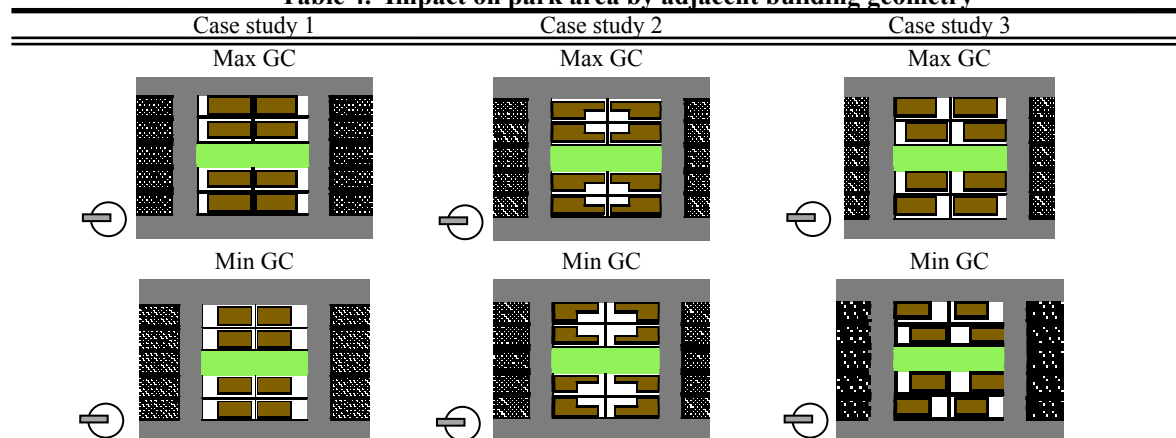 Table 4. Impact on park area by adjacent building geometry
Case study 1 Case study 2 Case study 3
Max GC Max GC Max GC
Min GC Min GC Min GC